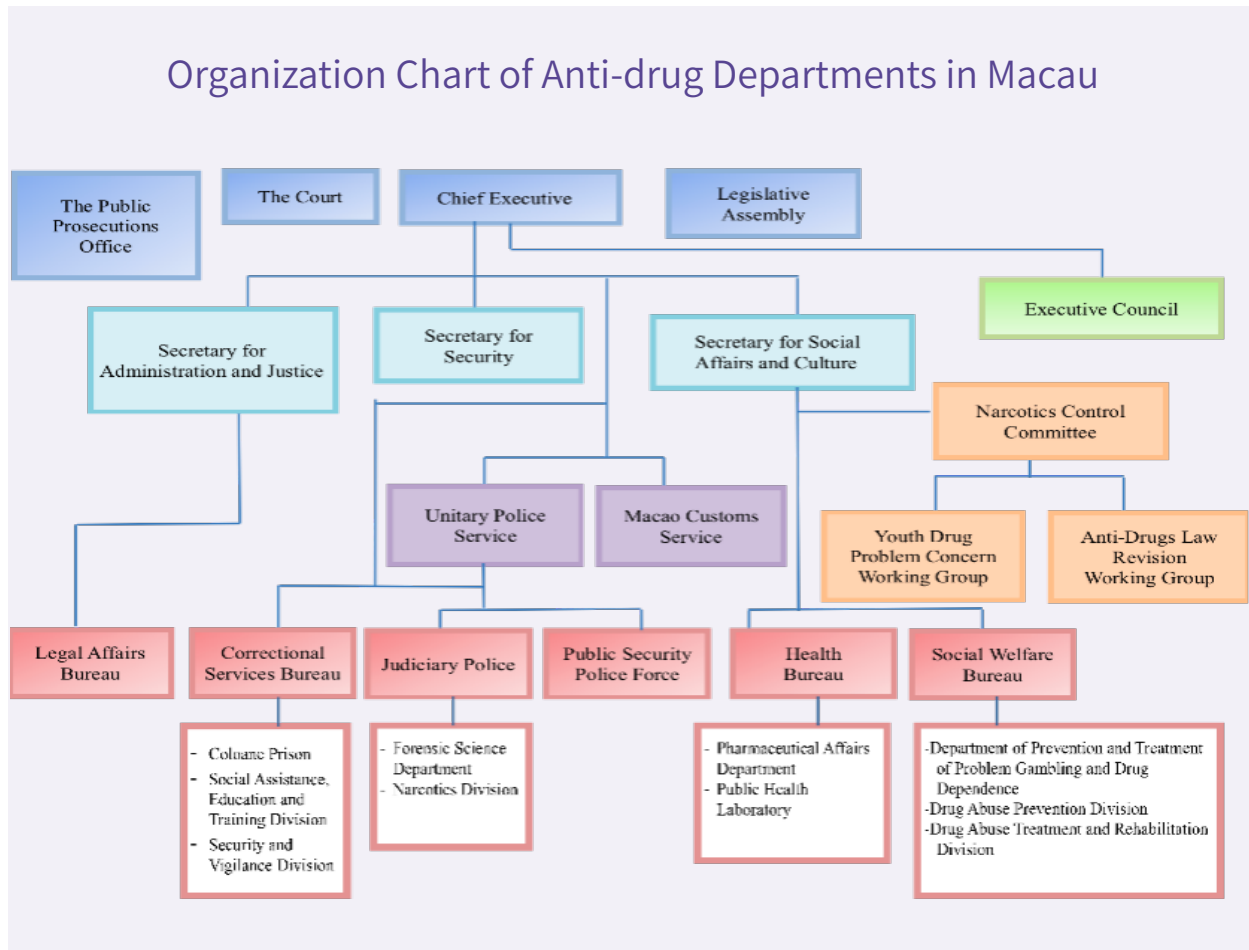 Organization Chart of Anti-drug Departments in Macau
The Public
Prosecutions
Office
The Court
Chief Executive
Legislative
Assembly
Executive Council
Secretary for
Administration and Justice
Secretary for
Security
Secretary for Social
Affairs and Culture
Narcotics Control
Committee
Unitary Police
Service
Macao Customs
Service
Youth Drug
Problem Concern
Working Group
Anti-Drugs Law
Revision
Working Group
Legal Affairs
Bureau
Correctional
Services Bureau
Judiciary Police
Public Security
Police Force
Health
Bureau
Social Welfare
Bureau
- Coloane Prison
- Social Assistance,
Education and
Training Division
- Security and
Vigilance Division
- Forensic Science
Department
- Narcotics Division
- Pharmaceutical Affairs
Department
- Public Health
Laboratory
-Department of Prevention and Treatment
of Problem Gambling and Drug
Dependence
-Drug Abuse Prevention Division
-Drug Abuse Treatment and Rehabilitation
Division